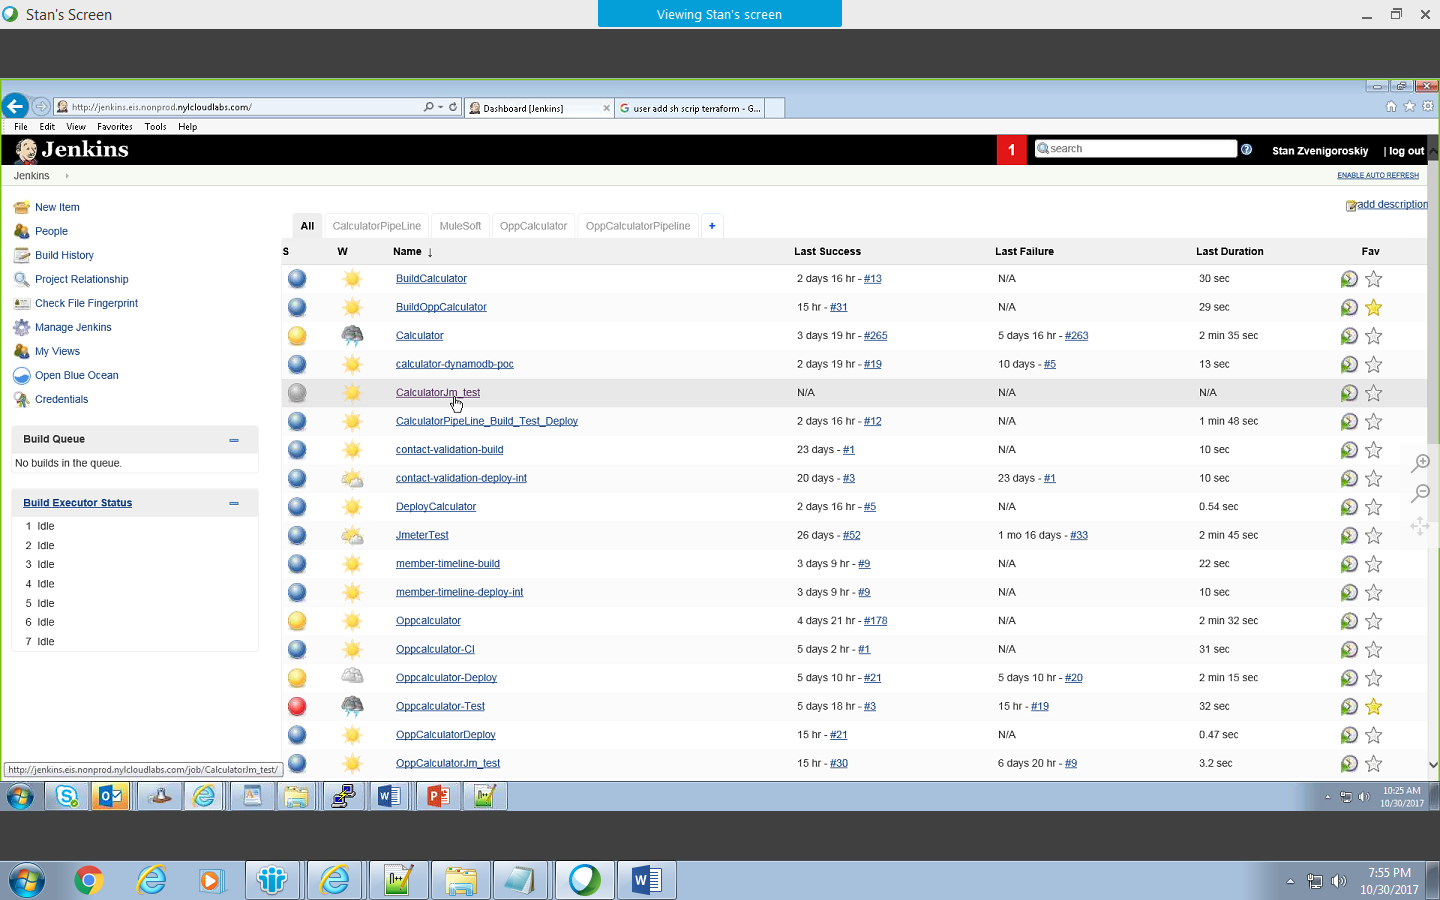 Stan's Screen
Viewing Stan's screen
http://jenkins.eis.nonprod.nylcloudlabs.com/
Dashboard [Jenkins]
user add sh scrip terraform - G...
File Edit View Favorites Tools Help
Jenkins
1
search
Stan Zvenigoroskiy
| log out
Jenkins
ENABLE AUTO REFRESH
New Item
People
Build History
Project Relationship
Check File Fingerprint
Manage Jenkins
My Views
Open Blue Ocean
Credentials
Build Queue
No builds in the queue.
Build Executor Status
1 Idle
2 Idle
3 Idle
4 Idle
5 Idle
6 Idle
7 Idle
add description
All CalculatorPipeLine MuleSoft OppCalculator OppCalculatorPipeline +
S W Name ↓ Last Success Last Failure Last Duration Fav
BuildCalculator 2 days 16 hr - #13 N/A 30 sec
BuildOppCalculator 15 hr - #31 N/A 29 sec
Calculator 3 days 19 hr - #265 5 days 16 hr - #263 2 min 35 sec
calculator-dynamodb-poc 2 days 19 hr - #19 10 days - #5 13 sec
CalculatorJm_test N/A N/A N/A
CalculatorPipeLine_Build_Test_Deploy 2 days 16 hr - #12 N/A 1 min 48 sec
contact-validation-build 23 days - #1 N/A 10 sec
contact-validation-deploy-int 20 days - #3 23 days - #1 10 sec
DeployCalculator 2 days 16 hr - #5 N/A 0.54 sec
JmeterTest 26 days - #52 1 mo 16 days - #33 2 min 45 sec
member-timeline-build 3 days 9 hr - #9 N/A 22 sec
member-timeline-deploy-int 3 days 9 hr - #9 N/A 10 sec
Oppcalculator 4 days 21 hr - #178 N/A 2 min 32 sec
Oppcalculator-CI 5 days 2 hr - #1 N/A 31 sec
Oppcalculator-Deploy 5 days 10 hr - #21 5 days 10 hr - #20 2 min 15 sec
Oppcalculator-Test 5 days 18 hr - #3 15 hr - #19 32 sec
OppCalculatorDeploy 15 hr - #21 N/A 0.47 sec
OppCalculatorJm_test 15 hr - #30 6 days 20 hr - #9 3.2 sec
http://jenkins.eis.nonprod.nylcloudlabs.com/job/CalculatorJm_test/
10:25 AM
10/30/2017
7:55 PM
10/30/2017